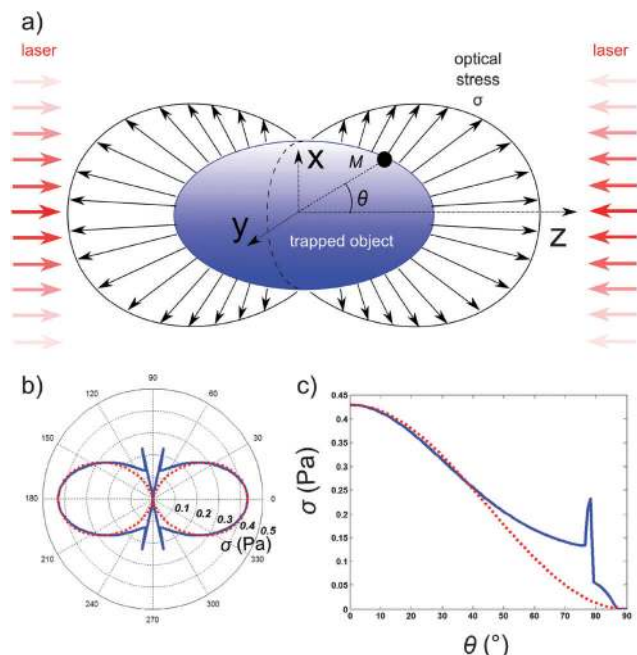 a)
laser
laser
optical
stress
σ
X
M
θ
y
Z
trapped object
b)
90
120
60
150
30
180
0
0.1
0.2
0.3
0.4
0.5
σ (Pa)
210
330
240
300
270
c)
0.45
0.4
0.35
0.3
0.25
0.2
0.15
0.1
0.05
0
σ (Pa)
0 10 20 30 40 50 60 70 80 90
θ (°)